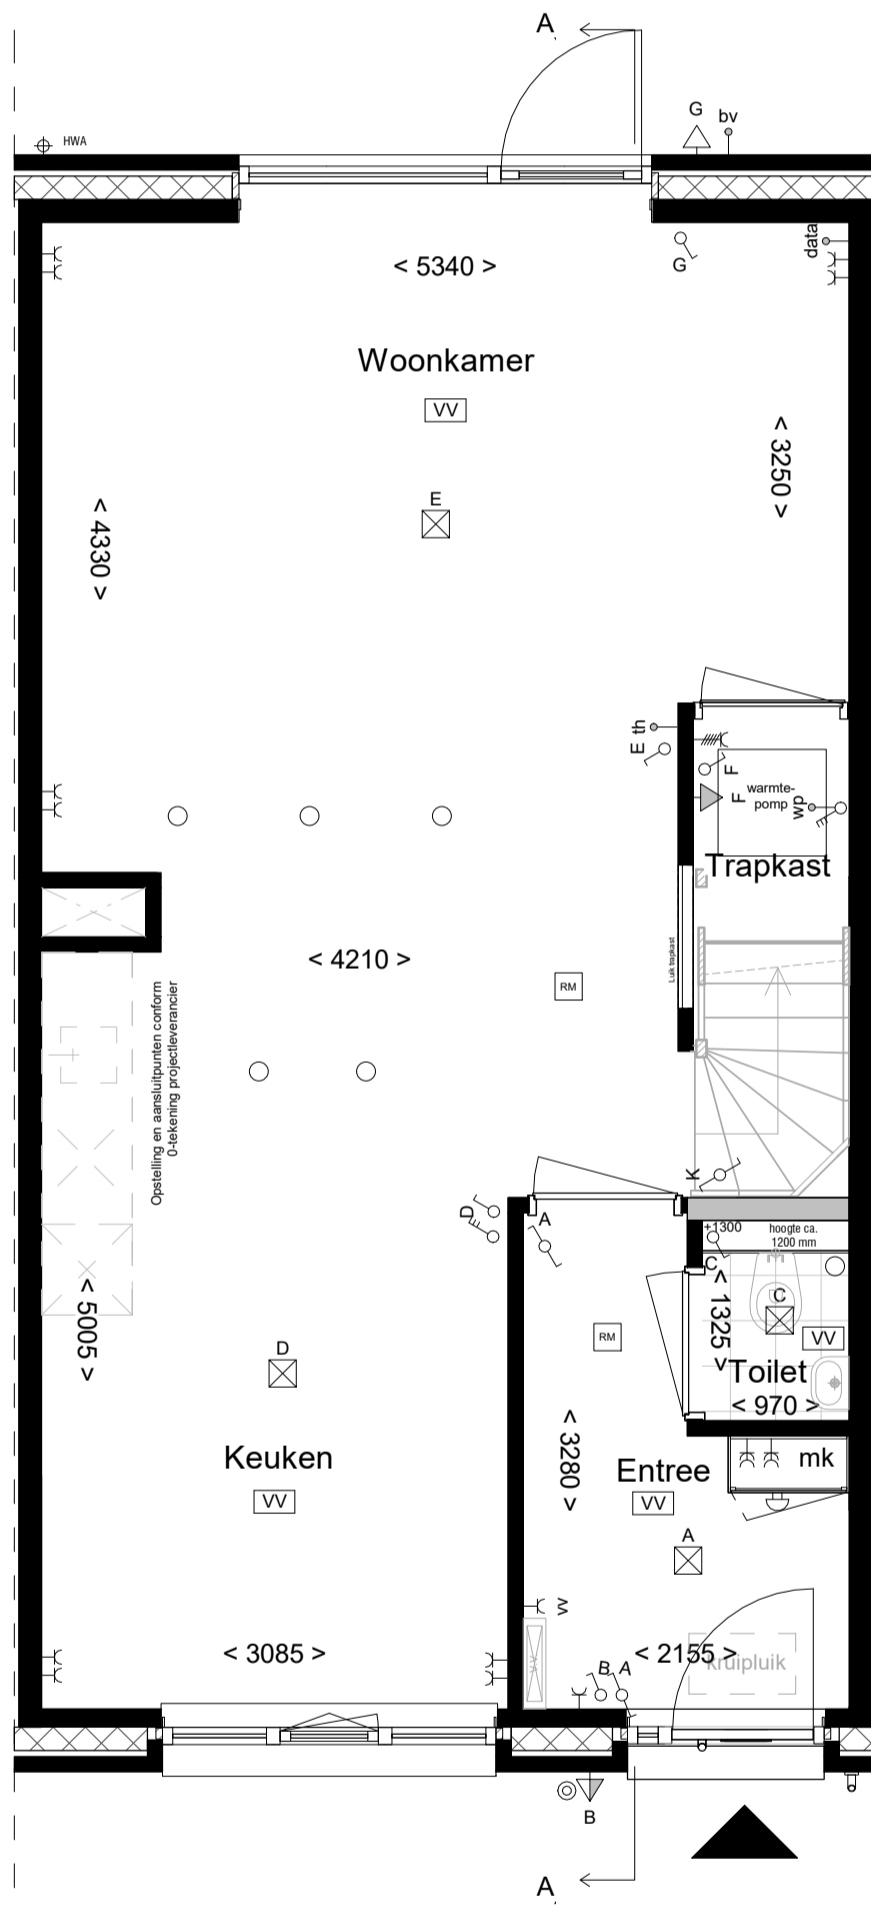 A
G
bv
HWA
data
G
< 5340 >
Woonkamer
VV
< 3250 >
E
< 4330 >
th
E
F
F
warmte-
pomp
wp
Trapkast
Luik trapkast
< 4210 >
RM
Opstelling en aansluitpunten conform
0-tekening projectleverancier
K
D
A
+1300
hoogte ca.
1200 mm
C
< 1325 >
C
RM
VV
< 5005 >
D
Toilet
< 970 >
Keuken
< 3280 >
Entree
mk
VV
VV
A
VV
VV
< 3085 >
< 2155 >
kruipluik
B
A
B
A